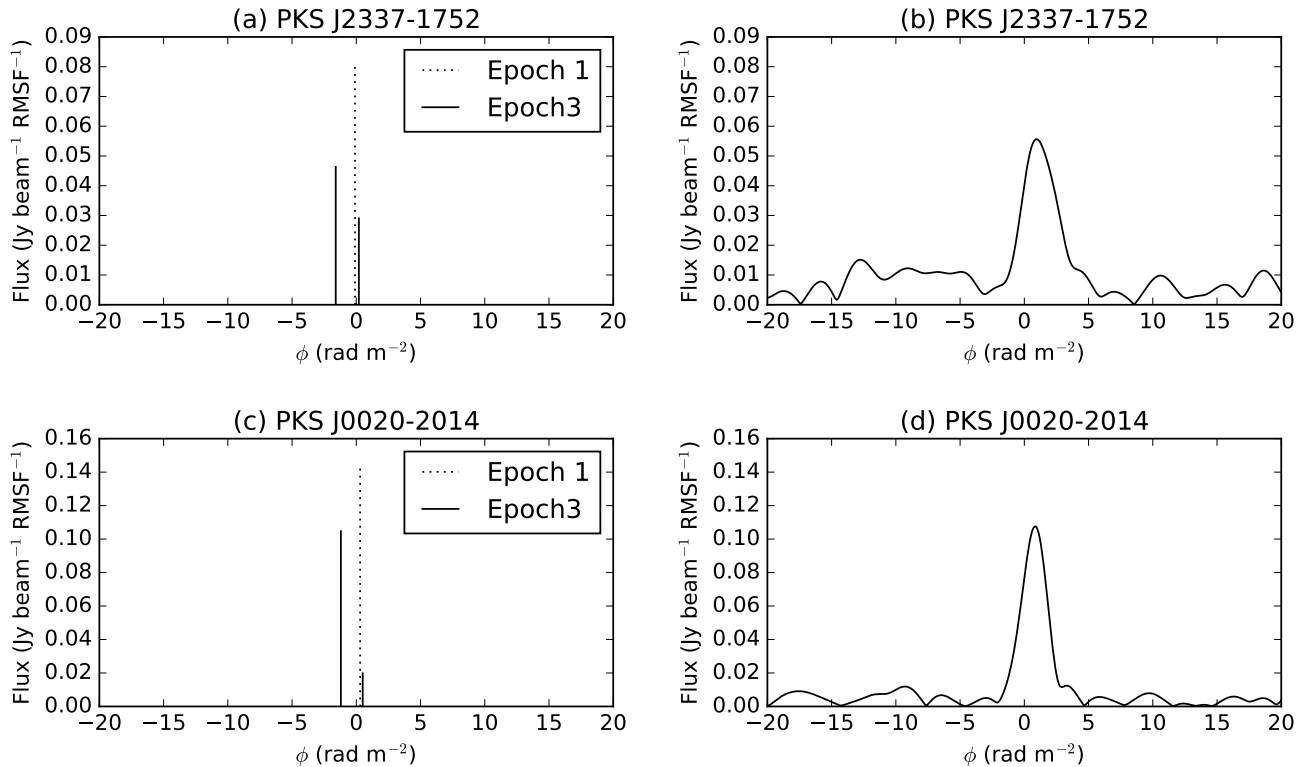 (a) PKS J2337-1752
Flux (Jy beam⁻¹ RMSF⁻¹)
0.09
0.08
0.07
0.06
0.05
0.04
0.03
0.02
0.01
0.00
Epoch 1
Epoch3
−20 −15 −10 −5 0 5 10 15 20
ϕ (rad m⁻²)
(b) PKS J2337-1752
Flux (Jy beam⁻¹ RMSF⁻¹)
0.09
0.08
0.07
0.06
0.05
0.04
0.03
0.02
0.01
0.00
−20 −15 −10 −5 0 5 10 15 20
ϕ (rad m⁻²)
(c) PKS J0020-2014
Flux (Jy beam⁻¹ RMSF⁻¹)
0.16
0.14
0.12
0.10
0.08
0.06
0.04
0.02
0.00
Epoch 1
Epoch3
−20 −15 −10 −5 0 5 10 15 20
ϕ (rad m⁻²)
(d) PKS J0020-2014
Flux (Jy beam⁻¹ RMSF⁻¹)
0.16
0.14
0.12
0.10
0.08
0.06
0.04
0.02
0.00
−20 −15 −10 −5 0 5 10 15 20
ϕ (rad m⁻²)